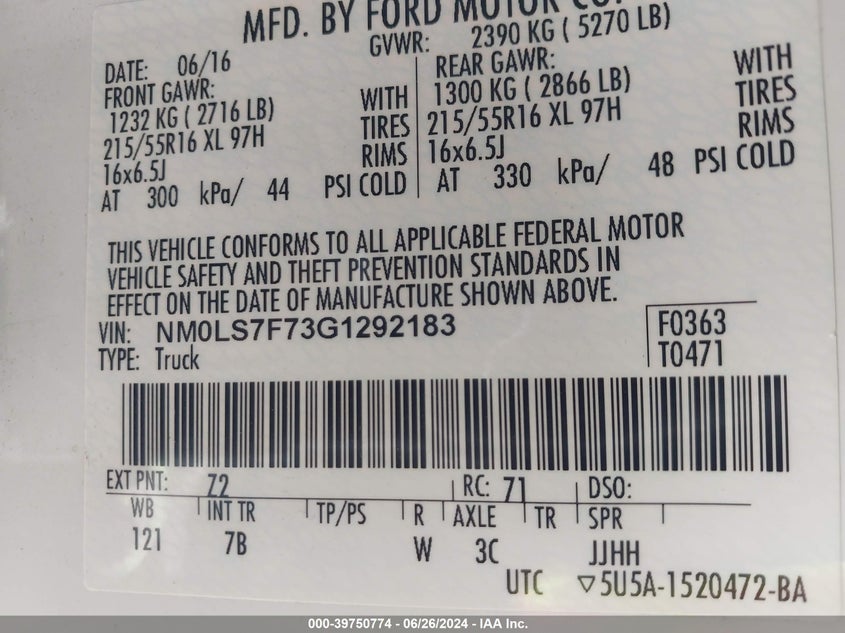 MFD. BY FORD MOTOR CO.
GVWR: 2390 KG ( 5270 LB)
DATE: 06/16
FRONT GAWR:
1232 KG ( 2716 LB) WITH
215/55R16 XL 97H TIRES
16x6.5J RIMS
AT 300 kPa/ 44 PSI COLD
REAR GAWR: WITH
1300 KG ( 2866 LB) TIRES
215/55R16 XL 97H RIMS
16x6.5J
AT 330 kPa/ 48 PSI COLD
THIS VEHICLE CONFORMS TO ALL APPLICABLE FEDERAL MOTOR
VEHICLE SAFETY AND THEFT PREVENTION STANDARDS IN
EFFECT ON THE DATE OF MANUFACTURE SHOWN ABOVE.
VIN: NM0LS7F73G1292183 F0363
TYPE: Truck T0471
EXT PNT: Z2 RC: 71 DSO:
WB INT TR TP/PS R AXLE TR SPR
121 7B W 3C JJHH
UTC ▽5U5A-1520472-BA
000-39750774 - 06/26/2024 - IAA Inc.